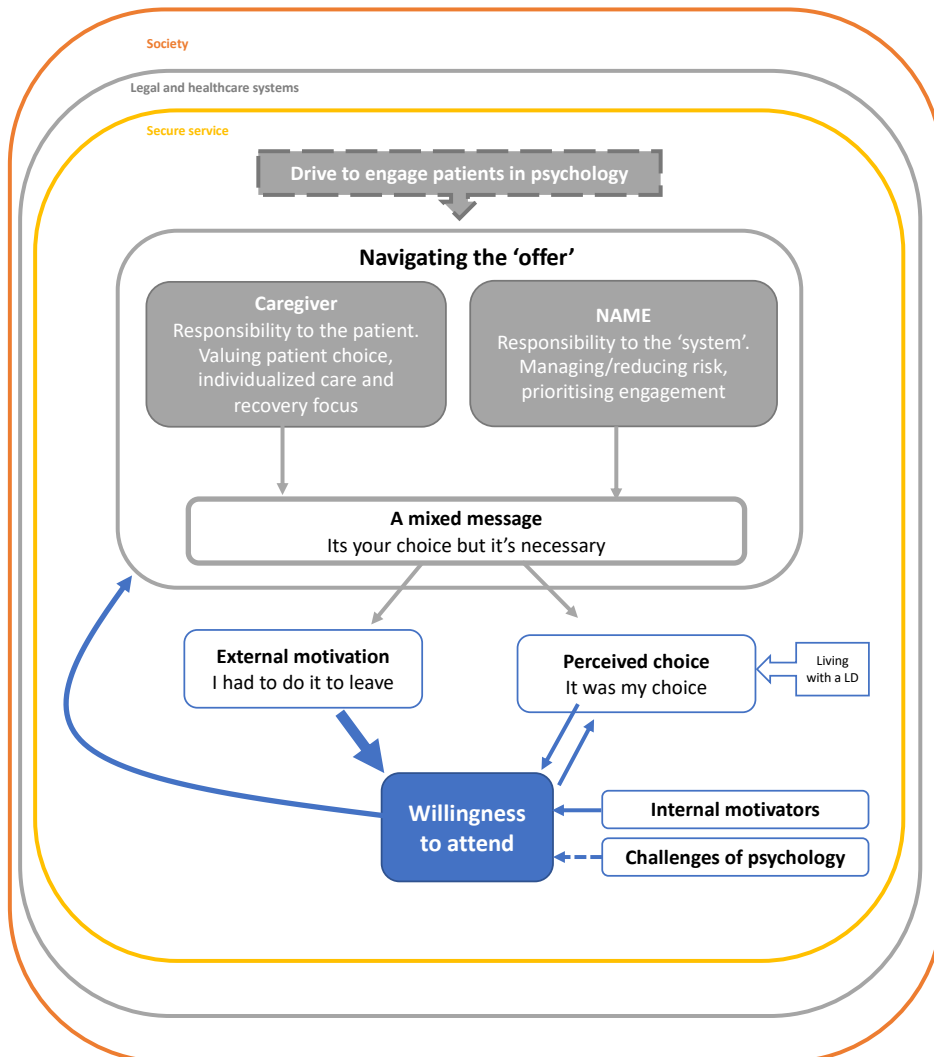 Society
Legal and healthcare systems
Secure service
Drive to engage patients in psychology
Navigating the ‘offer’
Caregiver
Responsibility to the patient.
Valuing patient choice,
individualized care and
recovery focus
NAME
Responsibility to the ‘system’.
Managing/reducing risk,
prioritising engagement
A mixed message
Its your choice but it’s necessary
External motivation
I had to do it to leave
Perceived choice
It was my choice
Living
with a LD
Willingness
to attend
Internal motivators
Challenges of psychology